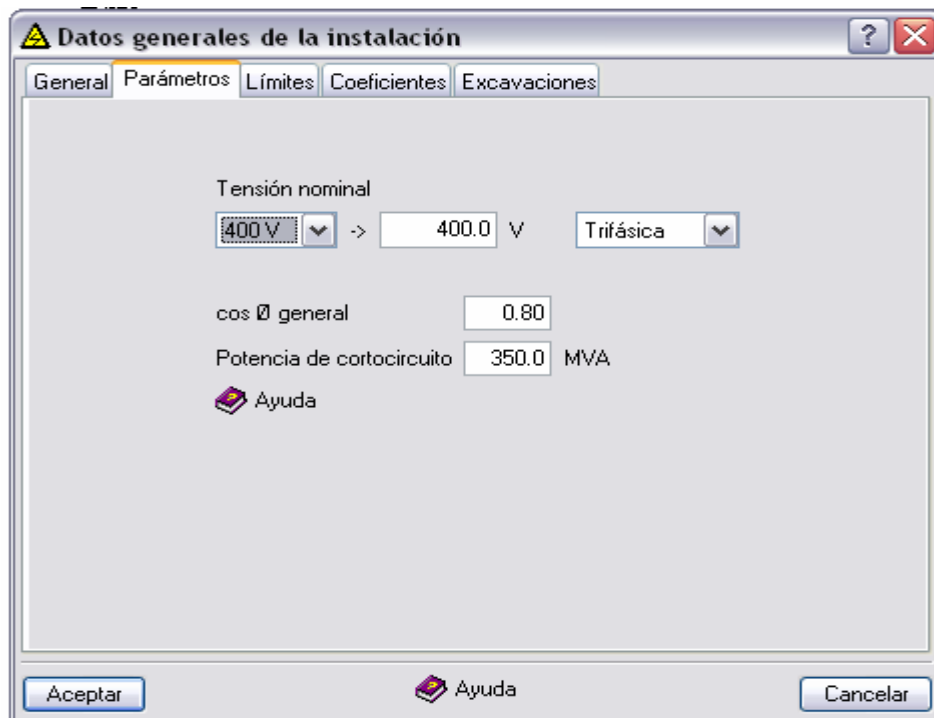 Datos generales de la instalación
General Parámetros Límites Coeficientes Excavaciones
Tensión nominal
400 V -> 400.0 V Trifásica
cos Ø general 0.80
Potencia de cortocircuito 350.0 MVA
Ayuda
Aceptar Ayuda Cancelar